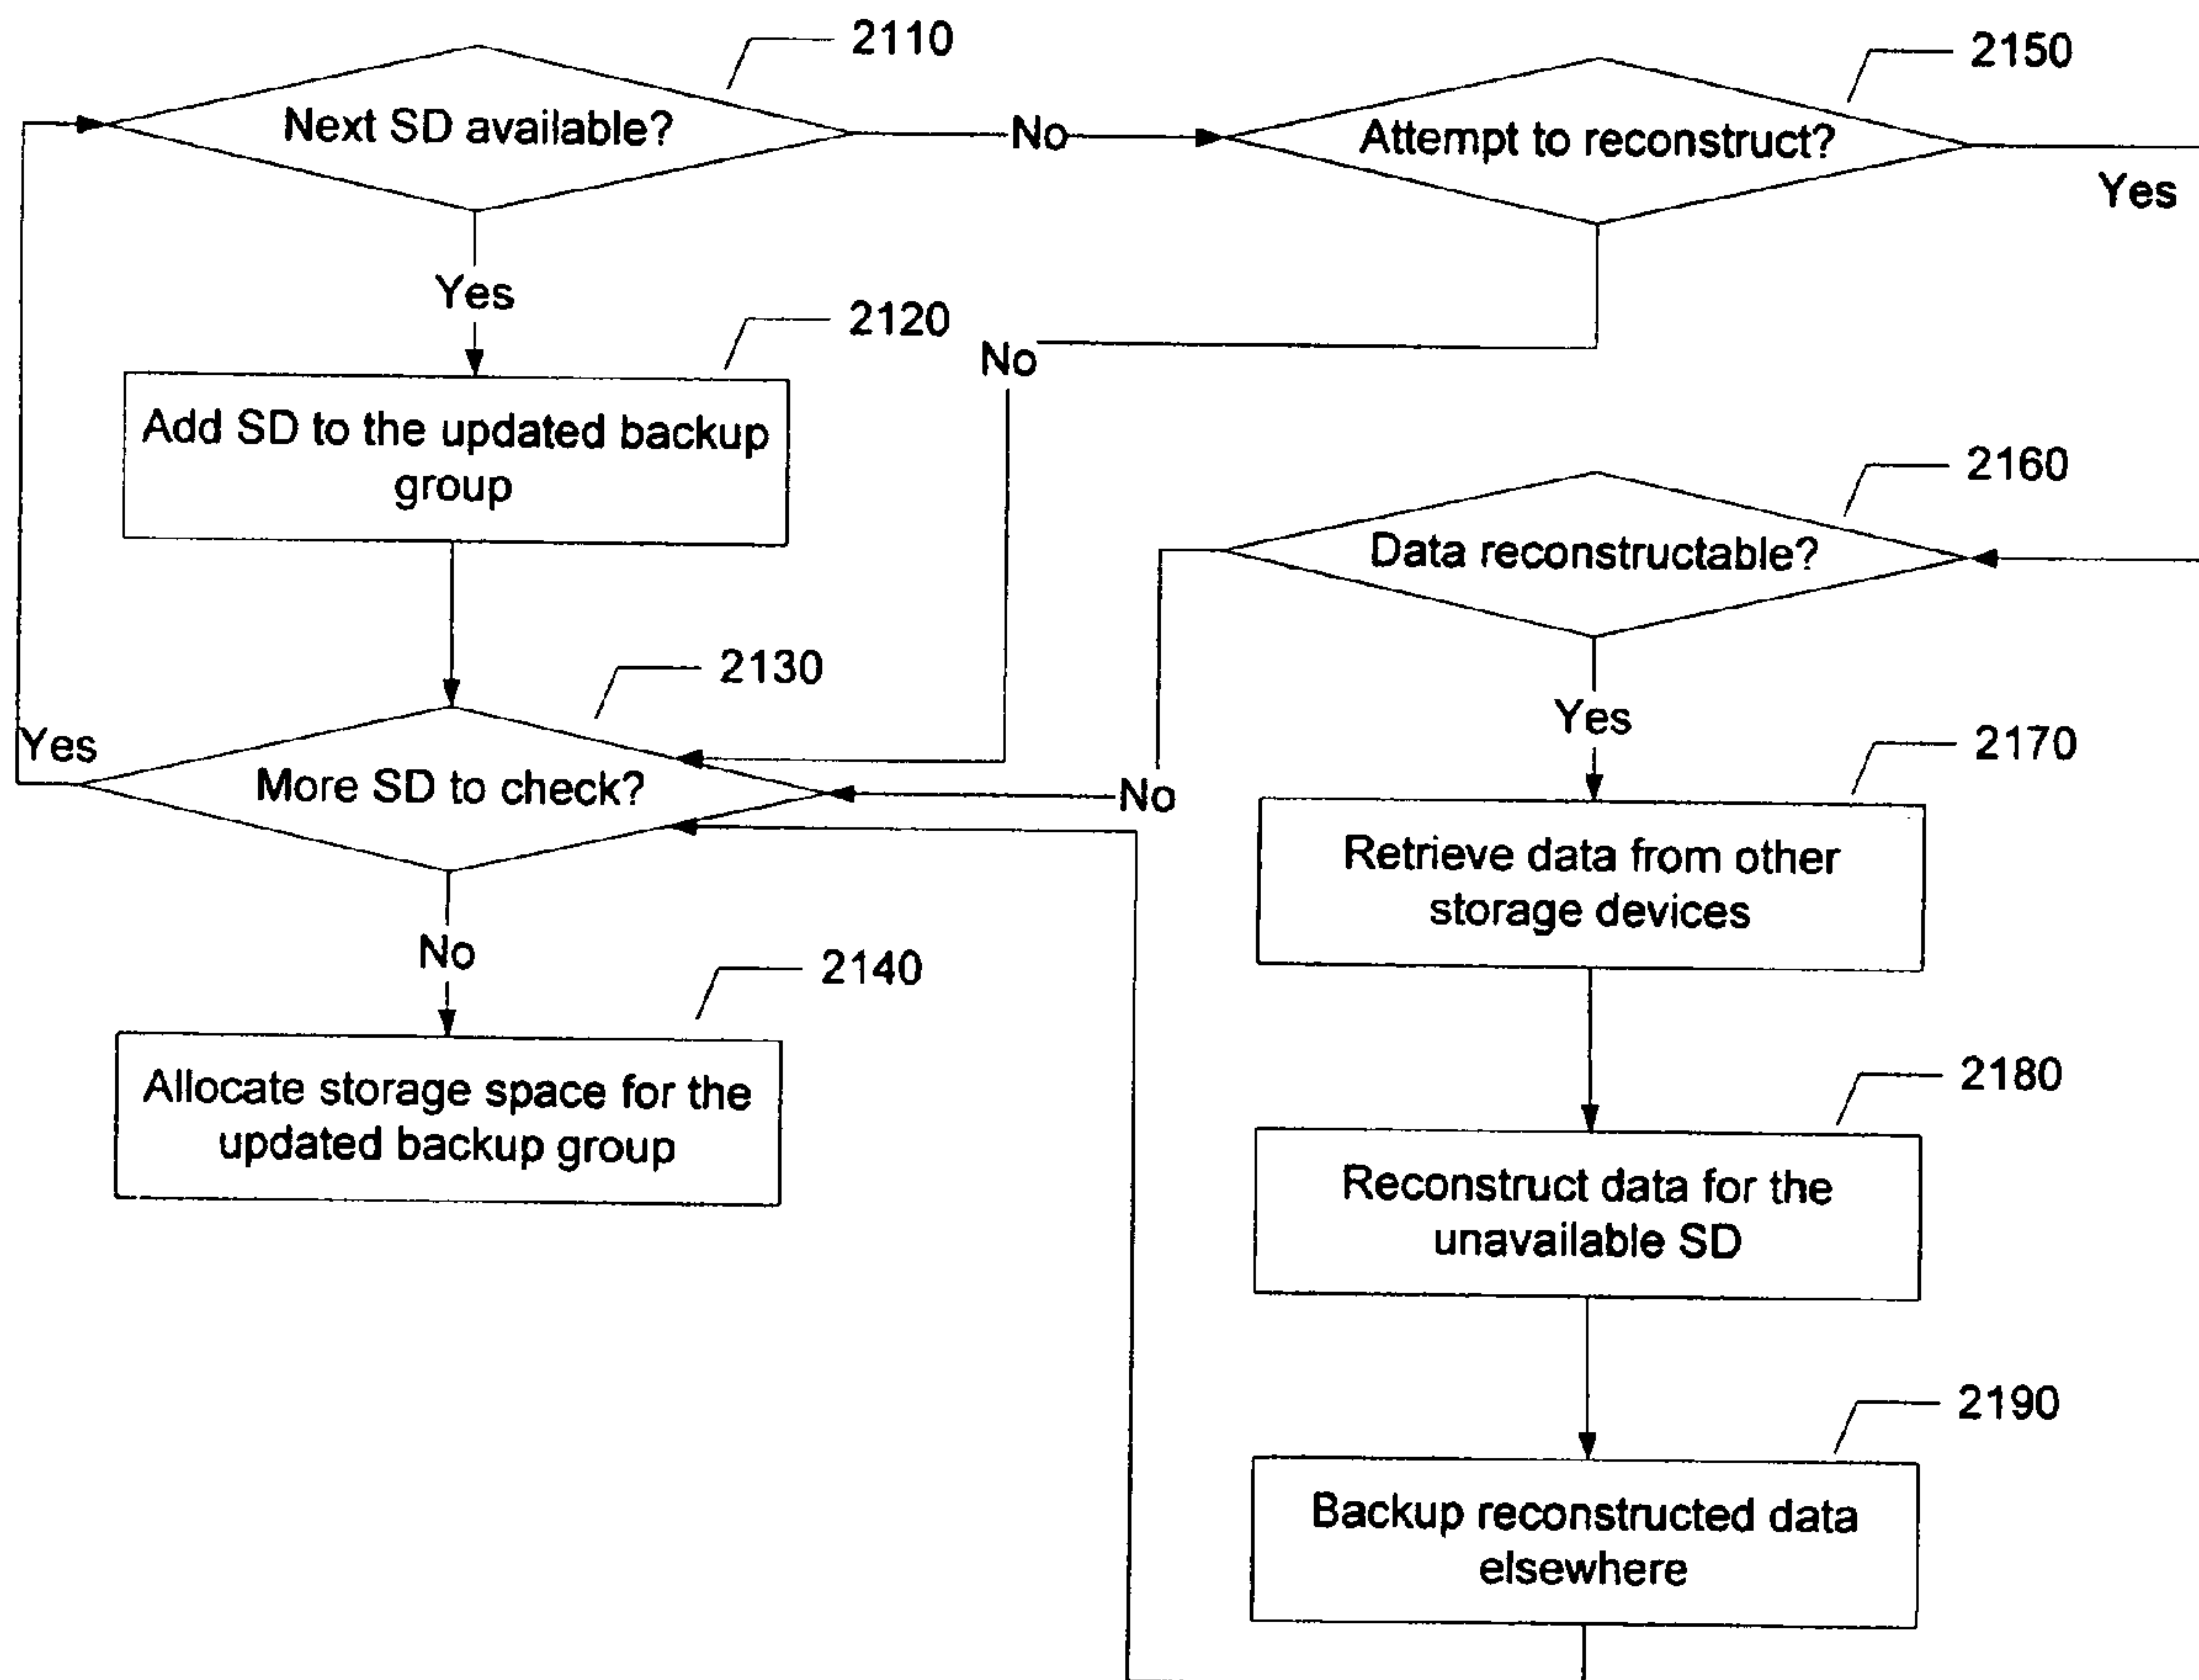 2110
Next SD available?
No
2150
Attempt to reconstruct?
Yes
Yes
2120
Add SD to the updated backup
group
No
2160
Data reconstructable?
2130
Yes
More SD to check?
No
Yes
2170
Retrieve data from other
storage devices
No
2140
Allocate storage space for the
updated backup group
2180
Reconstruct data for the
unavailable SD
2190
Backup reconstructed data
elsewhere